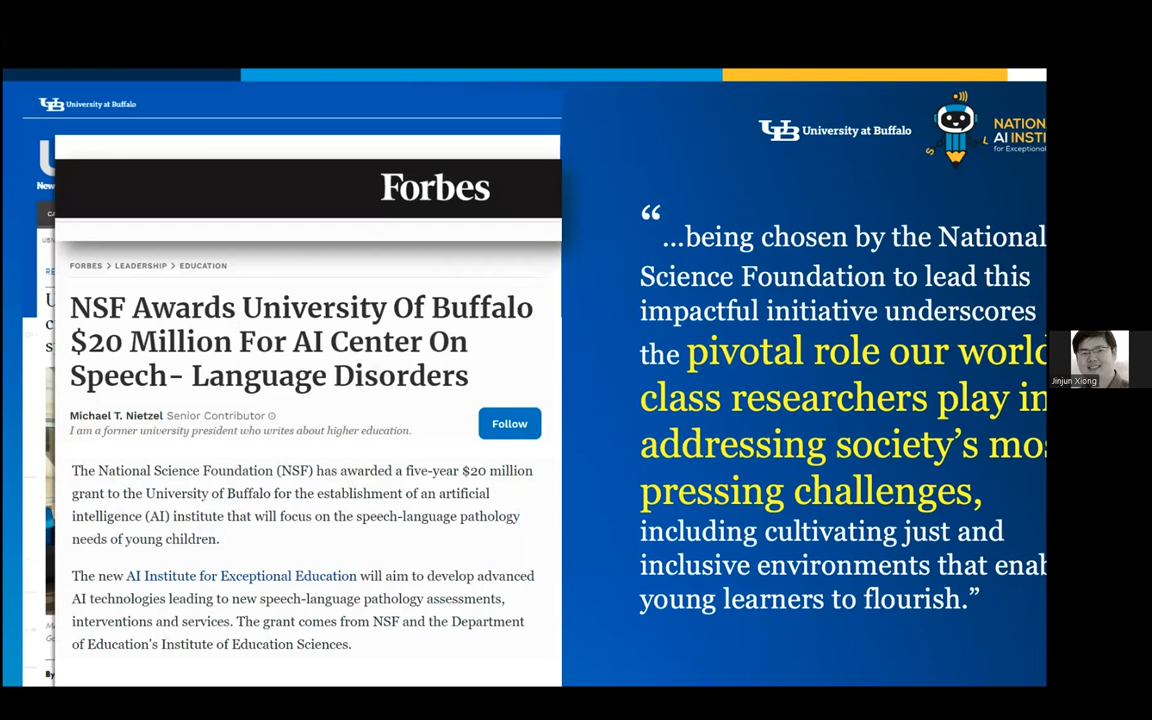 University at Buffalo
New
Forbes
FORBES > LEADERSHIP > EDUCATION
NSF Awards University Of Buffalo
$20 Million For AI Center On
Speech- Language Disorders
Michael T. Nietzel Senior Contributor
I am a former university president who writes about higher education.
Follow
The National Science Foundation (NSF) has awarded a five-year $20 million
grant to the University of Buffalo for the establishment of an artificial
intelligence (AI) institute that will focus on the speech-language pathology
needs of young children.
The new AI Institute for Exceptional Education will aim to develop advanced
AI technologies leading to new speech-language pathology assessments,
interventions and services. The grant comes from NSF and the Department
of Education's Institute of Education Sciences.
By
University at Buffalo
S L
NATION
AI INSTI
for Exceptional
“
...being chosen by the National
Science Foundation to lead this
impactful initiative underscores
the pivotal role our world
class researchers play in
addressing society’s mos
pressing challenges,
including cultivating just and
inclusive environments that enab
young learners to flourish.”
Jinjun Xiong